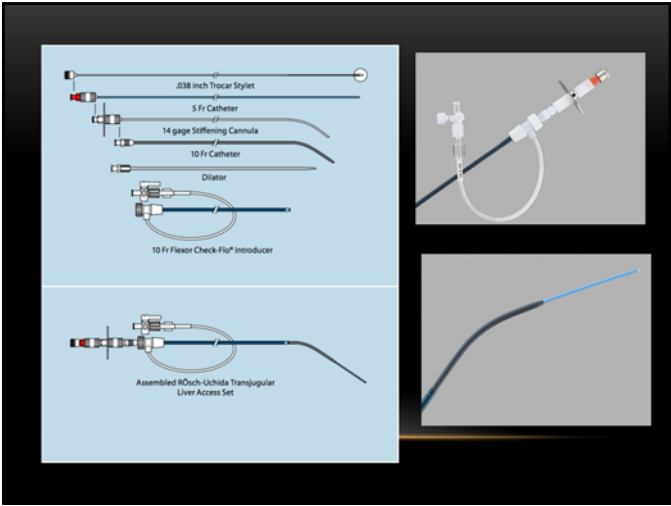 .038 inch Trocar Stylet
5 Fr Catheter
14 gage Stiffening Cannula
10 Fr Catheter
Dilator
10 Fr Flexor Check-Flo® Introducer
Assembled RÖsch-Uchida Transjugular
Liver Access Set